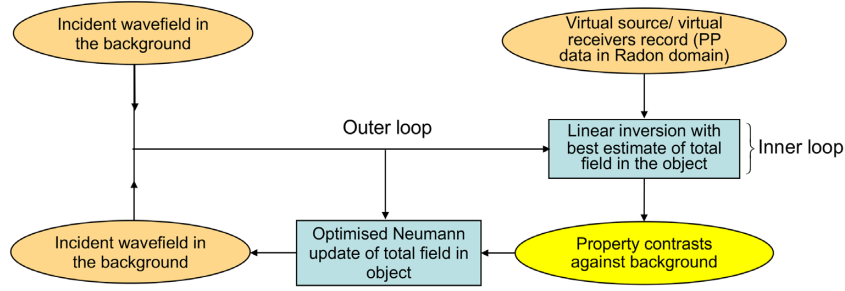 Incident wavefield in
the background
Virtual source/ virtual
receivers record (PP
data in Radon domain)
Outer loop
Linear inversion with
best estimate of total
field in the object
Inner loop
Incident wavefield in
the background
Optimised Neumann
update of total field in
object
Property contrasts
against background